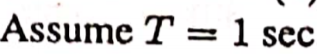 Assume T = 1 sec